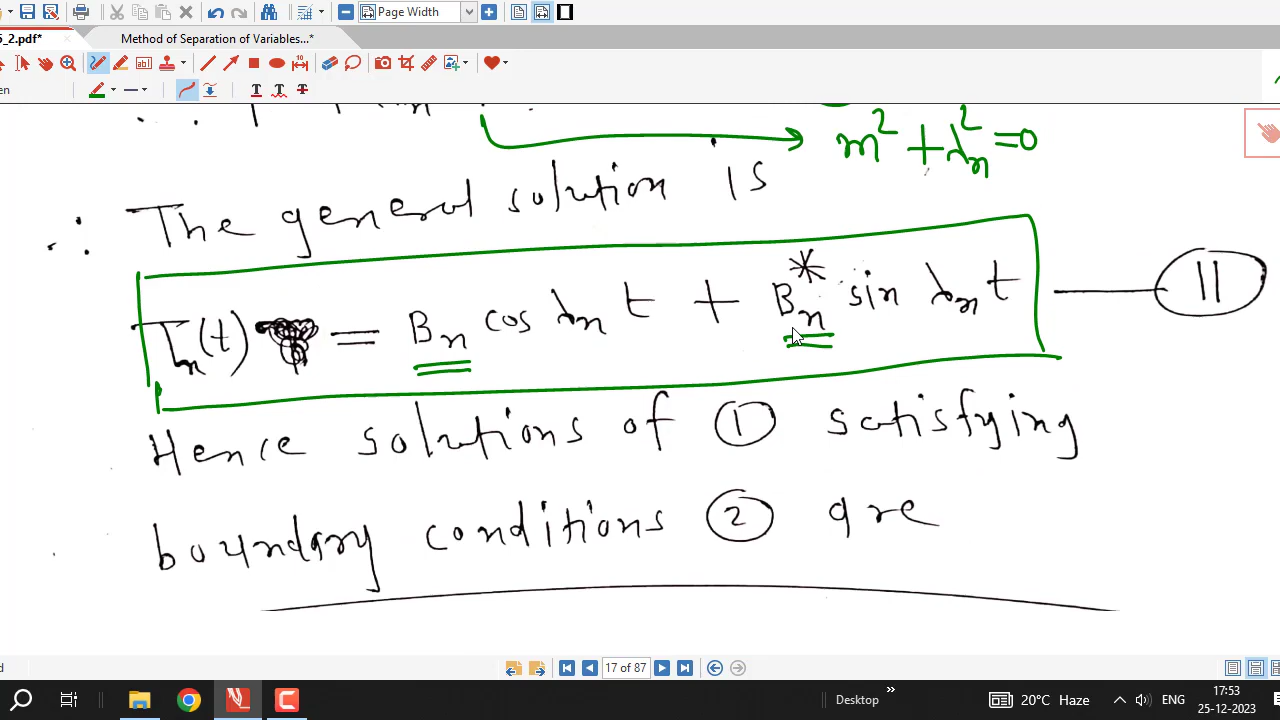 Page Width
5_2.pdf*
Method of Separation of Variables...*
en
m² + λₙ² = 0
∴ The general solution is
Tₙ(t) = Bₙ cos λₙ t + Bₙ* sin λₙ t — 11
Hence solutions of ① satisfying
boundary conditions ② are
17 of 87
Desktop
»
20°C Haze
ENG
17:53
25-12-2023